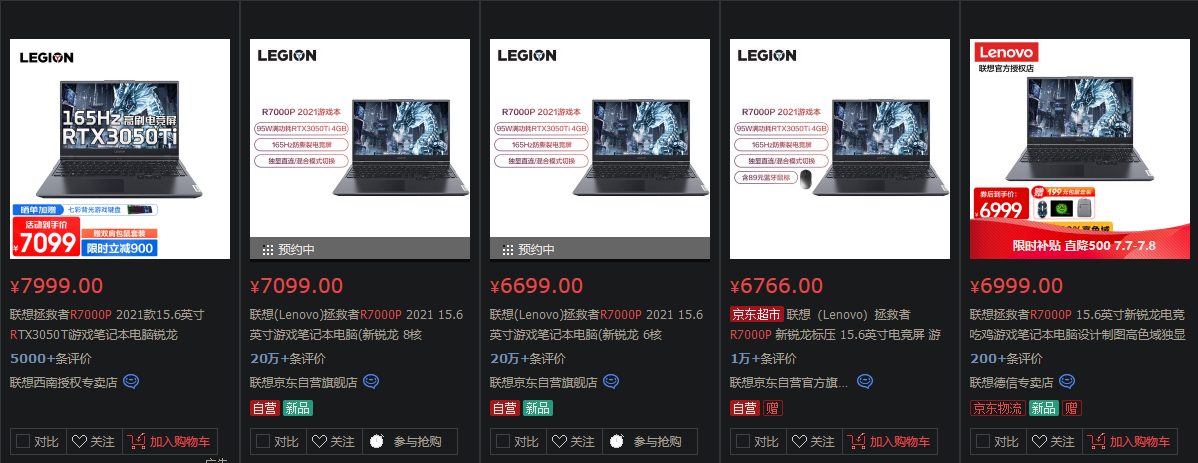 LEGION
165Hz 高刷电竞屏
RTX3050Ti
晒单加赠 七彩背光游戏键盘
活动到手价
¥7099
赠双肩包鼠套装
限时立减900
¥7999.00
联想拯救者R7000P 2021款15.6英寸
RTX3050Ti游戏笔记本电脑锐龙
5000+条评价
联想西南授权专卖店
对比 关注 加入购物车
广告
LEGION
R7000P 2021游戏本
95W满功耗RTX3050Ti 4GB
165Hz防撕裂电竞屏
独显直连/混合模式切换
预约中
¥7099.00
联想(Lenovo)拯救者R7000P 2021 15.6
英寸游戏笔记本电脑(新锐龙 8核
20万+条评价
联想京东自营旗舰店
自营 新品
对比 关注 参与抢购
LEGION
R7000P 2021游戏本
95W满功耗RTX3050Ti 4GB
165Hz防撕裂电竞屏
独显直连/混合模式切换
预约中
¥6699.00
联想(Lenovo)拯救者R7000P 2021 15.6
英寸游戏笔记本电脑(新锐龙 6核
20万+条评价
联想京东自营旗舰店
自营 新品
对比 关注 参与抢购
LEGION
R7000P 2021游戏本
95W满功耗RTX3050Ti 4GB
165Hz防撕裂电竞屏
独显直连/混合模式切换
含89元蓝牙鼠标
¥6766.00
京东超市 联想（Lenovo）拯救者
R7000P 新锐龙标压 15.6英寸电竞屏 游
1万+条评价
联想京东自营官方旗...
自营 赠
对比 关注 加入购物车
Lenovo
联想官方授权店
券后到手价：
¥6999
赠 199元包鼠套装
高色域
限时补贴 直降500 7.7-7.8
¥6999.00
联想拯救者R7000P 15.6英寸新锐龙电竞
吃鸡游戏笔记本电脑设计制图高色域独显
200+条评价
联想德信专卖店
京东物流 新品 赠
对比 关注 加入购物车